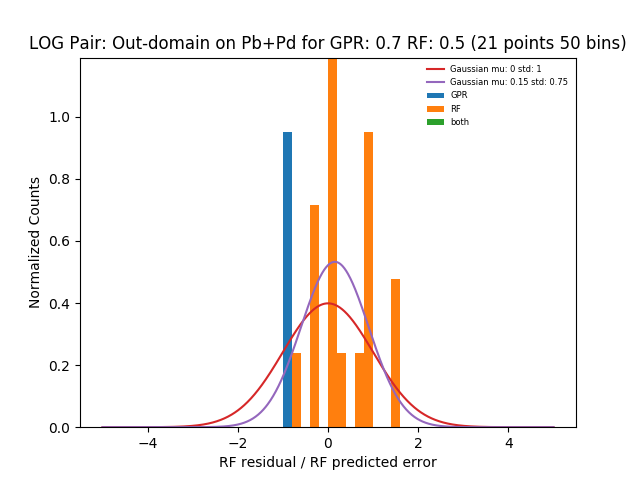 LOG Pair: Out-domain on Pb+Pd for GPR: 0.7 RF: 0.5 (21 points 50 bins)
Gaussian mu: 0 std: 1
Gaussian mu: 0.15 std: 0.75
GPR
RF
both
Normalized Counts
1.0
0.8
0.6
0.4
0.2
0.0
−4 −2 0 2 4
RF residual / RF predicted error